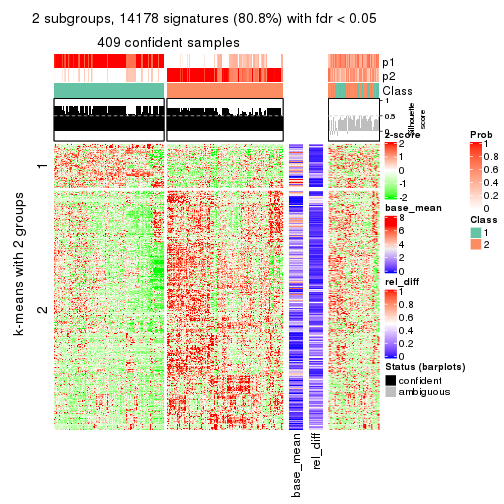 2 subgroups, 14178 signatures (80.8%) with fdr < 0.05
409 confident samples
p1
p2
Class
1
0.5
0
Silhouette
score
1
2
k-means with 2 groups
base_mean
rel_diff
z-score
2
1
0
-1
-2
base_mean
8
6
4
2
0
rel_diff
1
0.8
0.6
0.4
0.2
0
Status (barplots)
confident
ambiguous
Prob
1
0.8
0.6
0.4
0.2
0
Class
1
2